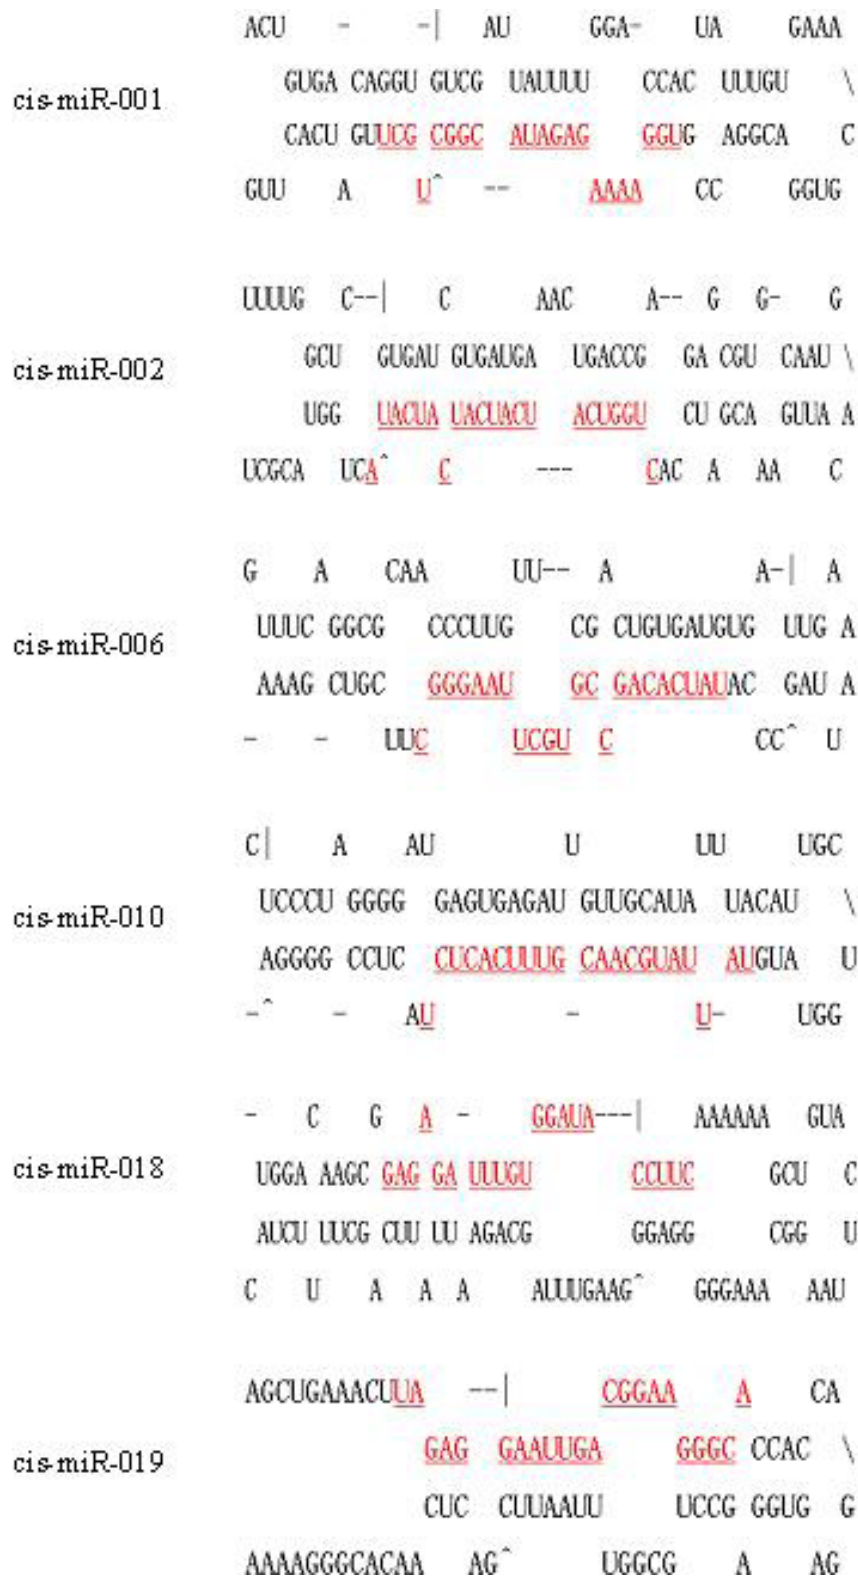 ACU - -| AU GGA- UA GAAA
GUGA CAGGU GUCG UAUUUU CCAC UUUGU \
cis-miR-001
CACU GUUCG CGGC AUAGAG GGUG AGGCA C
GUU A U^ -- AAAA CC GGUG
UUUUG C--| C AAC A-- G G- G
GCU GUGAU GUGAUGA UGACCG GA CGU CAAU \
cis-miR-002
UGG UACUA UACUACU ACUGGU CU GCA GUUA A
UCGCA UCA^ C --- CAC A AA C
G A CAA UU-- A A-| A
UUUC GGCG CCCUUG CG CUGUGAUGUG UUG A
cis-miR-006
AAAG CUGC GGGAAU GC GACACUAUAC GAU A
- - UUC UCGU C CC^ U
C| A AU U UU UGC
UCCCU GGGG GAGUGAGAU GUUGCAUA UACAU \
cis-miR-010
AGGGG CCUC CUCACUUUG CAACGUAU AUGUA U
-^ - AU - U- UGG
- C G A - GGAUA---| AAAAAA GUA
UGGA AAGC GAG GA UUUGU CCUUC GCU C
cis-miR-018
AUCU UUCG CUU UU AGACG GGAGG CGG U
C U A A A AUUUGAAG^ GGGAAA AAU
AGCUGAAACUUA --| CGGAA A CA
GAG GAAUUGA GGGC CCAC \
cis-miR-019
CUC CUUAAUU UCCG GGUG G
AAAAGGGCACAA AG^ UGGCG A AG